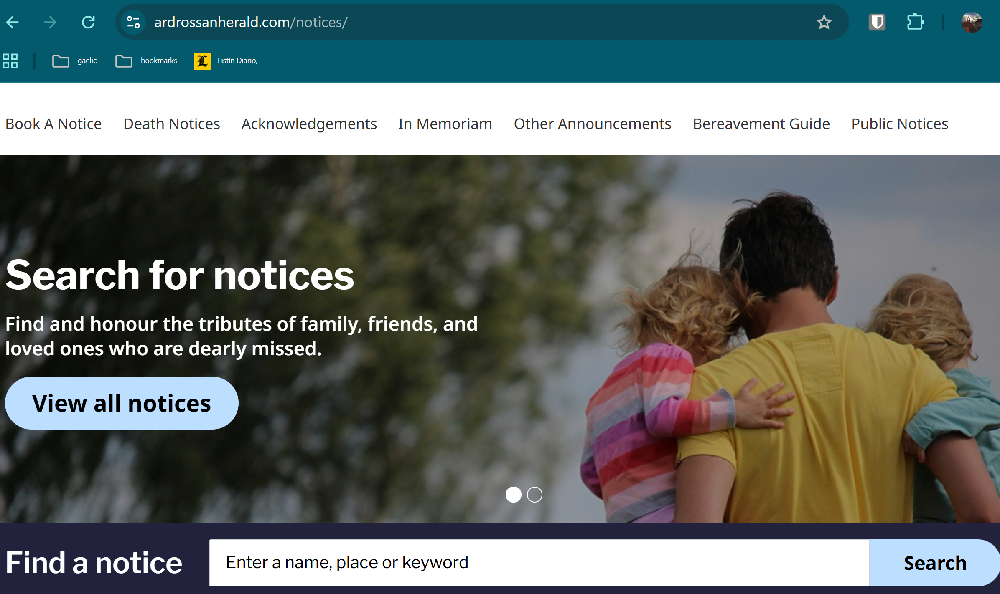 ardrossanherald.com/notices/
gaelic bookmarks L Listín Diario,
Book A Notice Death Notices Acknowledgements In Memoriam Other Announcements Bereavement Guide Public Notices
Search for notices
Find and honour the tributes of family, friends, and
loved ones who are dearly missed.
View all notices
Find a notice Enter a name, place or keyword Search